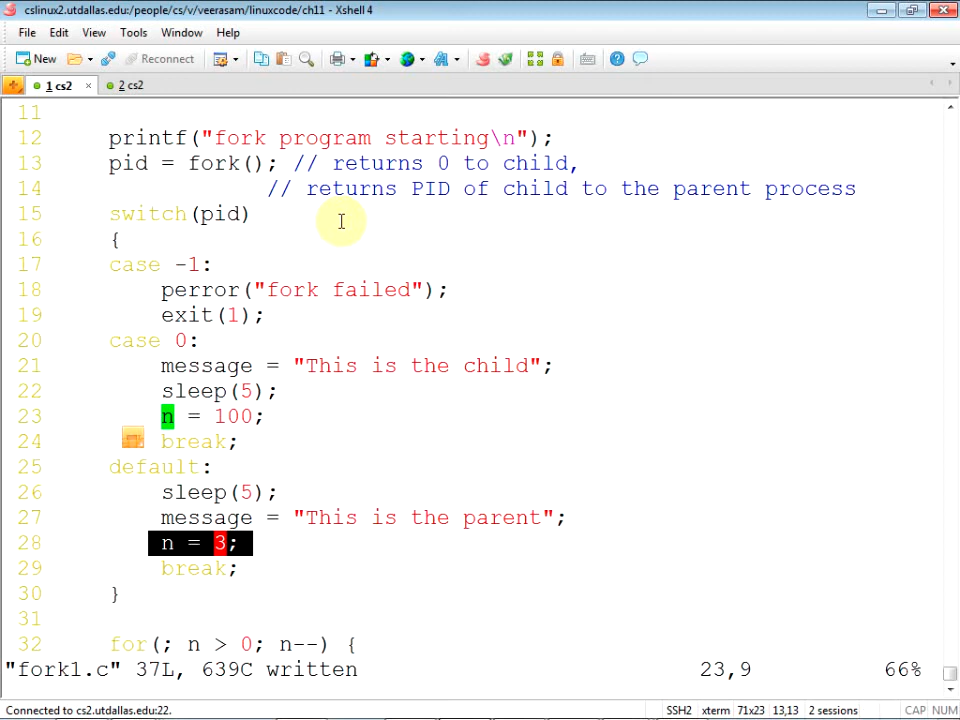 cslinux2.utdallas.edu:/people/cs/v/veerasam/linuxcode/ch11 - Xshell 4
File Edit View Tools Window Help
New Reconnect
1 cs2 × 2 cs2
11
12 printf("fork program starting\n");
13 pid = fork(); // returns 0 to child,
14 // returns PID of child to the parent process
15 switch(pid)
16 {
17 case -1:
18 perror("fork failed");
19 exit(1);
20 case 0:
21 message = "This is the child";
22 sleep(5);
23 n = 100;
24 break;
25 default:
26 sleep(5);
27 message = "This is the parent";
28 n = 3;
29 break;
30 }
31
32 for(; n > 0; n--) {
"fork1.c" 37L, 639C written 23,9 66%
Connected to cs2.utdallas.edu:22. SSH2 xterm 71x23 13,13 2 sessions CAP NUM